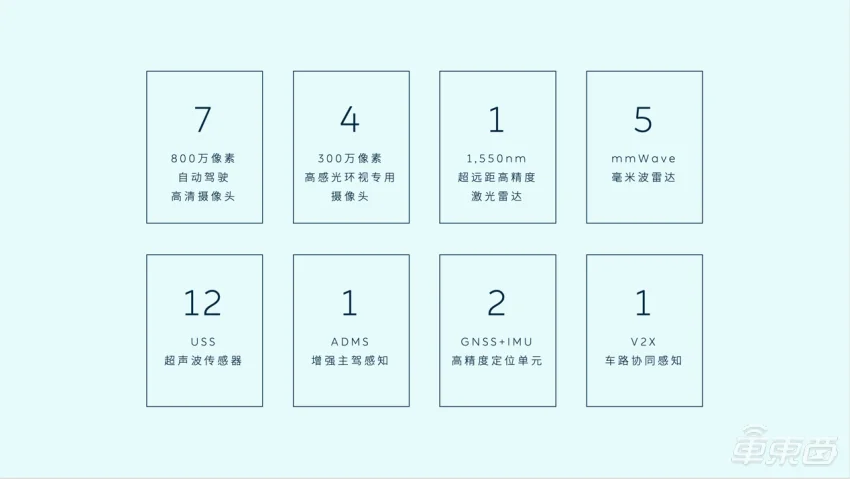 7
800万像素
自动驾驶
高清摄像头
4
300万像素
高感光环视专用
摄像头
1
1,550nm
超远距高精度
激光雷达
5
mmWave
毫米波雷达
12
USS
超声波传感器
1
ADMS
增强主驾感知
2
GNSS+IMU
高精度定位单元
1
V2X
车路协同感知
車東西